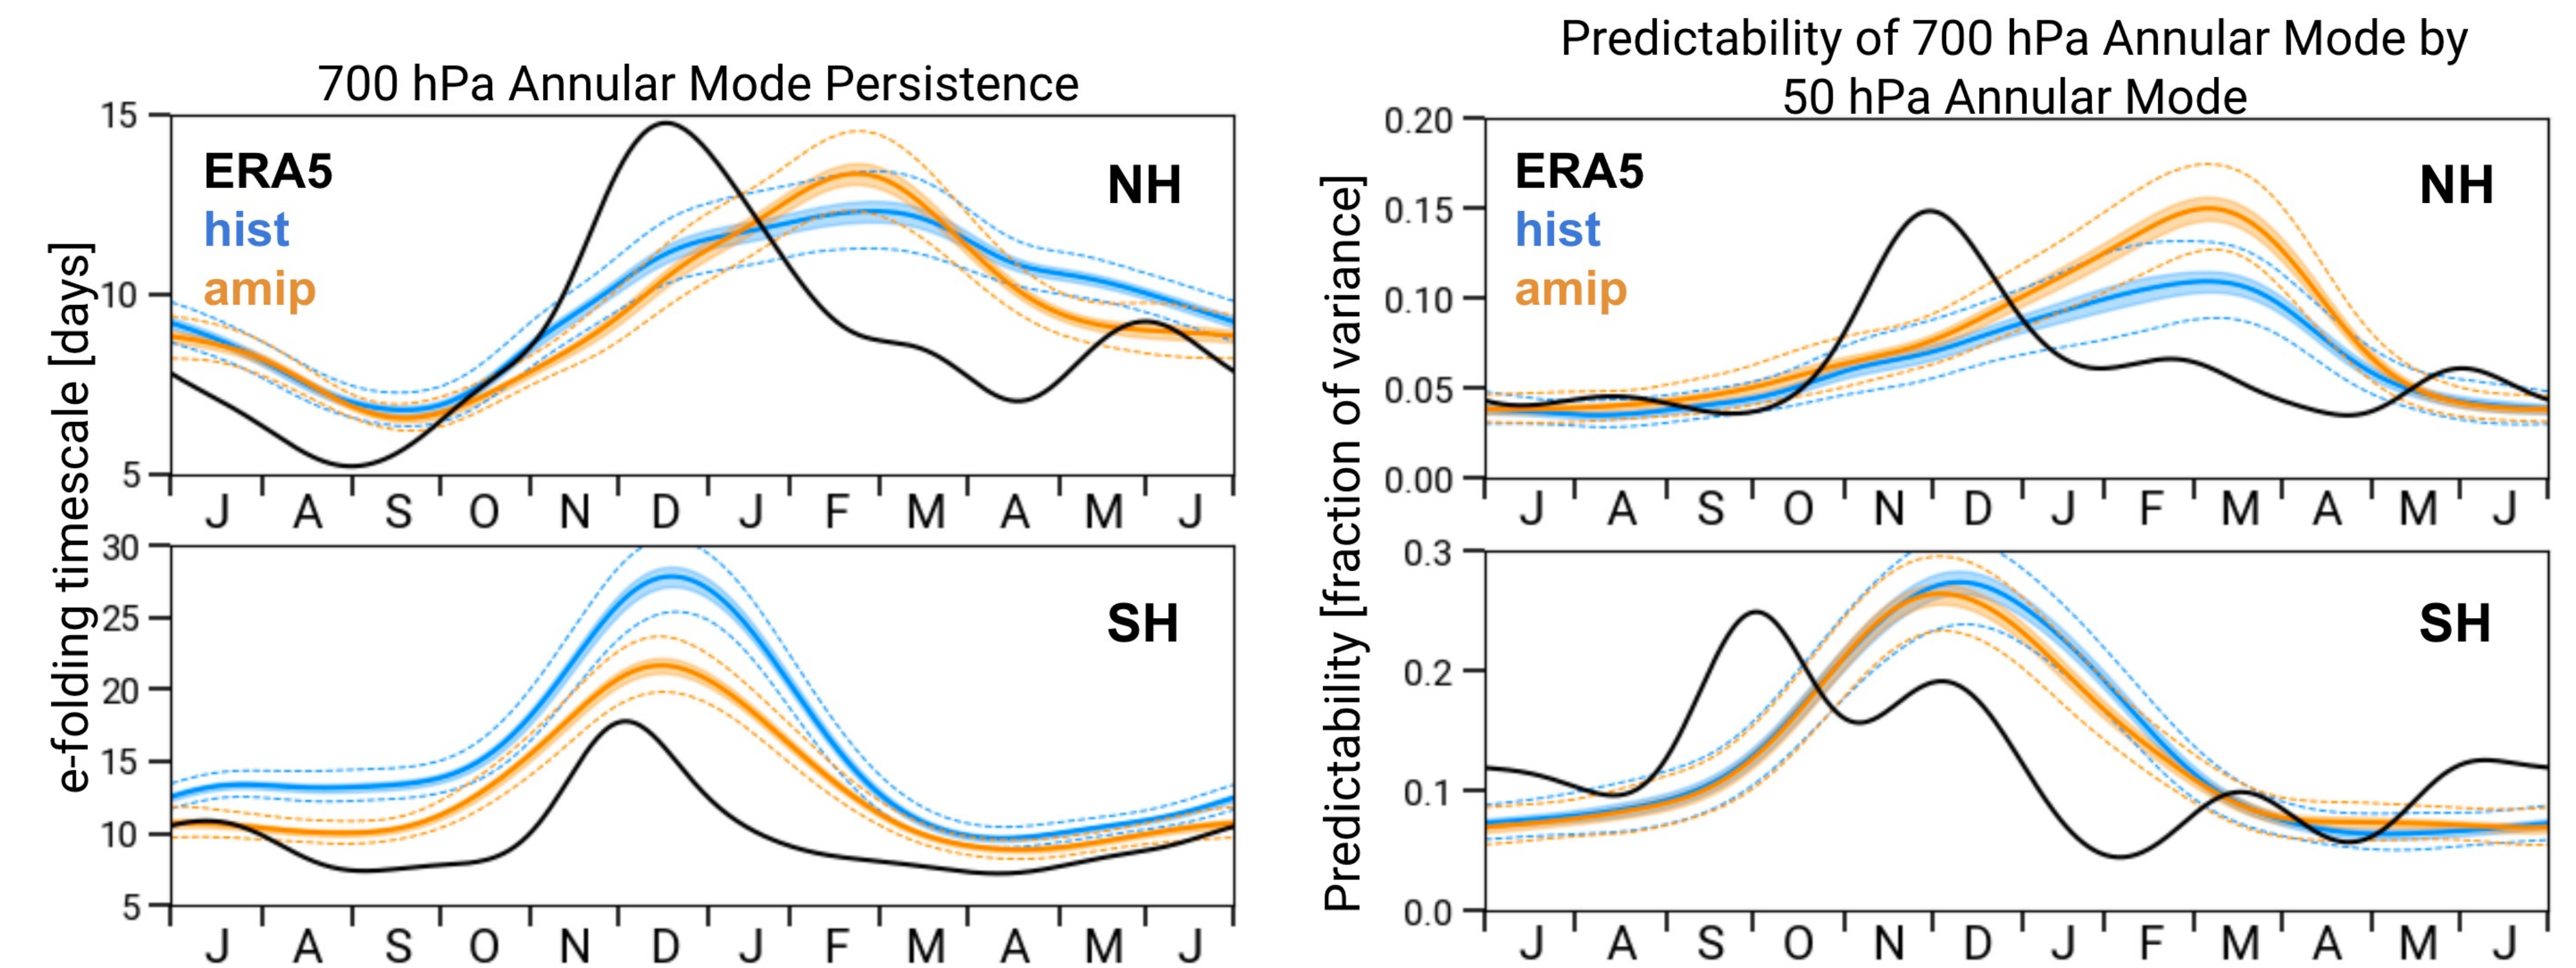 700 hPa Annular Mode Persistence
e-folding timescale [days]
15
10
5
ERA5
hist
amip
NH
J A S O N D J F M A M J
30
25
20
15
10
5
SH
J A S O N D J F M A M J
Predictability of 700 hPa Annular Mode by
50 hPa Annular Mode
Predictability [fraction of variance]
0.20
0.15
0.10
0.05
0.00
ERA5
hist
amip
NH
J A S O N D J F M A M J
0.3
0.2
0.1
0.0
SH
J A S O N D J F M A M J